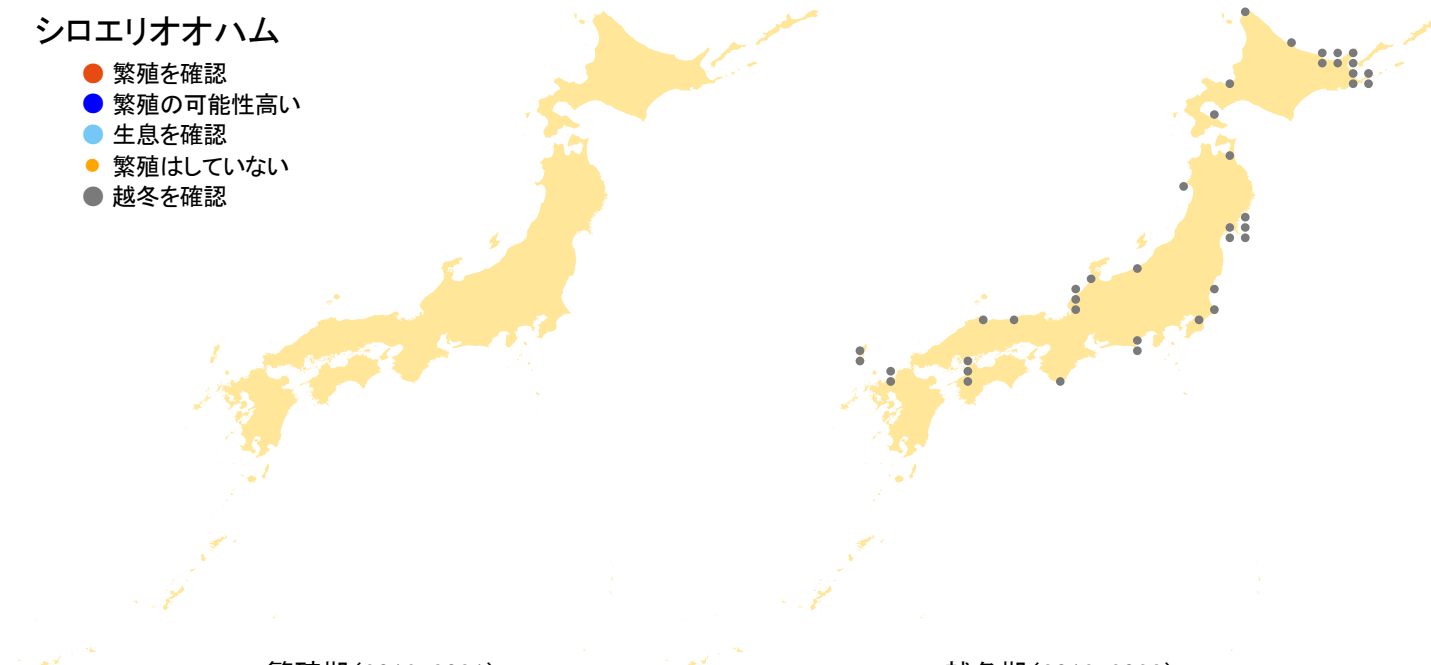 シロエリオオハム
繁殖を確認
繁殖の可能性高い
生息を確認
繁殖はしていない
越冬を確認